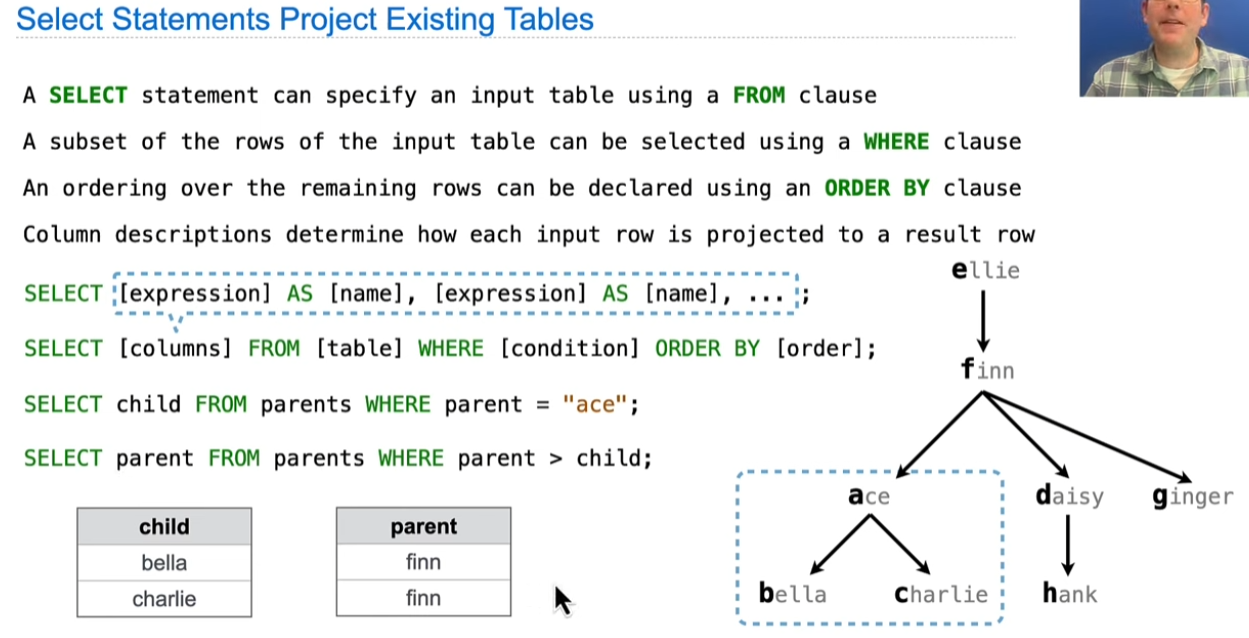 Select Statements Project Existing Tables
A SELECT statement can specify an input table using a FROM clause
A subset of the rows of the input table can be selected using a WHERE clause
An ordering over the remaining rows can be declared using an ORDER BY clause
Column descriptions determine how each input row is projected to a result row
SELECT [expression] AS [name], [expression] AS [name], ... ;
SELECT [columns] FROM [table] WHERE [condition] ORDER BY [order];
SELECT child FROM parents WHERE parent = "ace";
SELECT parent FROM parents WHERE parent > child;
child
bella
charlie
parent
finn
finn
ellie
finn
ace
daisy
ginger
bella
charlie
hank